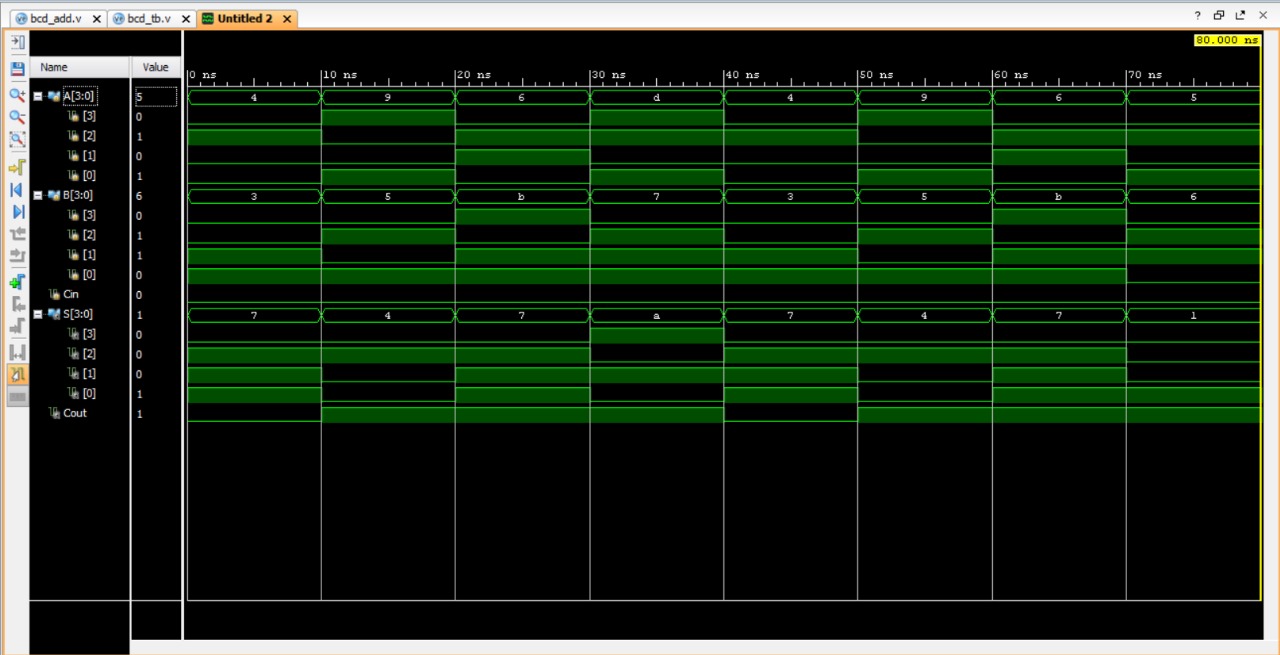 bcd_add.v bcd_tb.v Untitled 2
80.000 ns
Name Value
0 ns 10 ns 20 ns 30 ns 40 ns 50 ns 60 ns 70 ns
A[3:0] 5 4 9 6 d 4 9 6 5
[3] 0
[2] 1
[1] 0
[0] 1
B[3:0] 6 3 5 b 7 3 5 b 6
[3] 0
[2] 1
[1] 1
[0] 0
Cin 0
S[3:0] 1 7 4 7 a 7 4 7 1
[3] 0
[2] 0
[1] 0
[0] 1
Cout 1